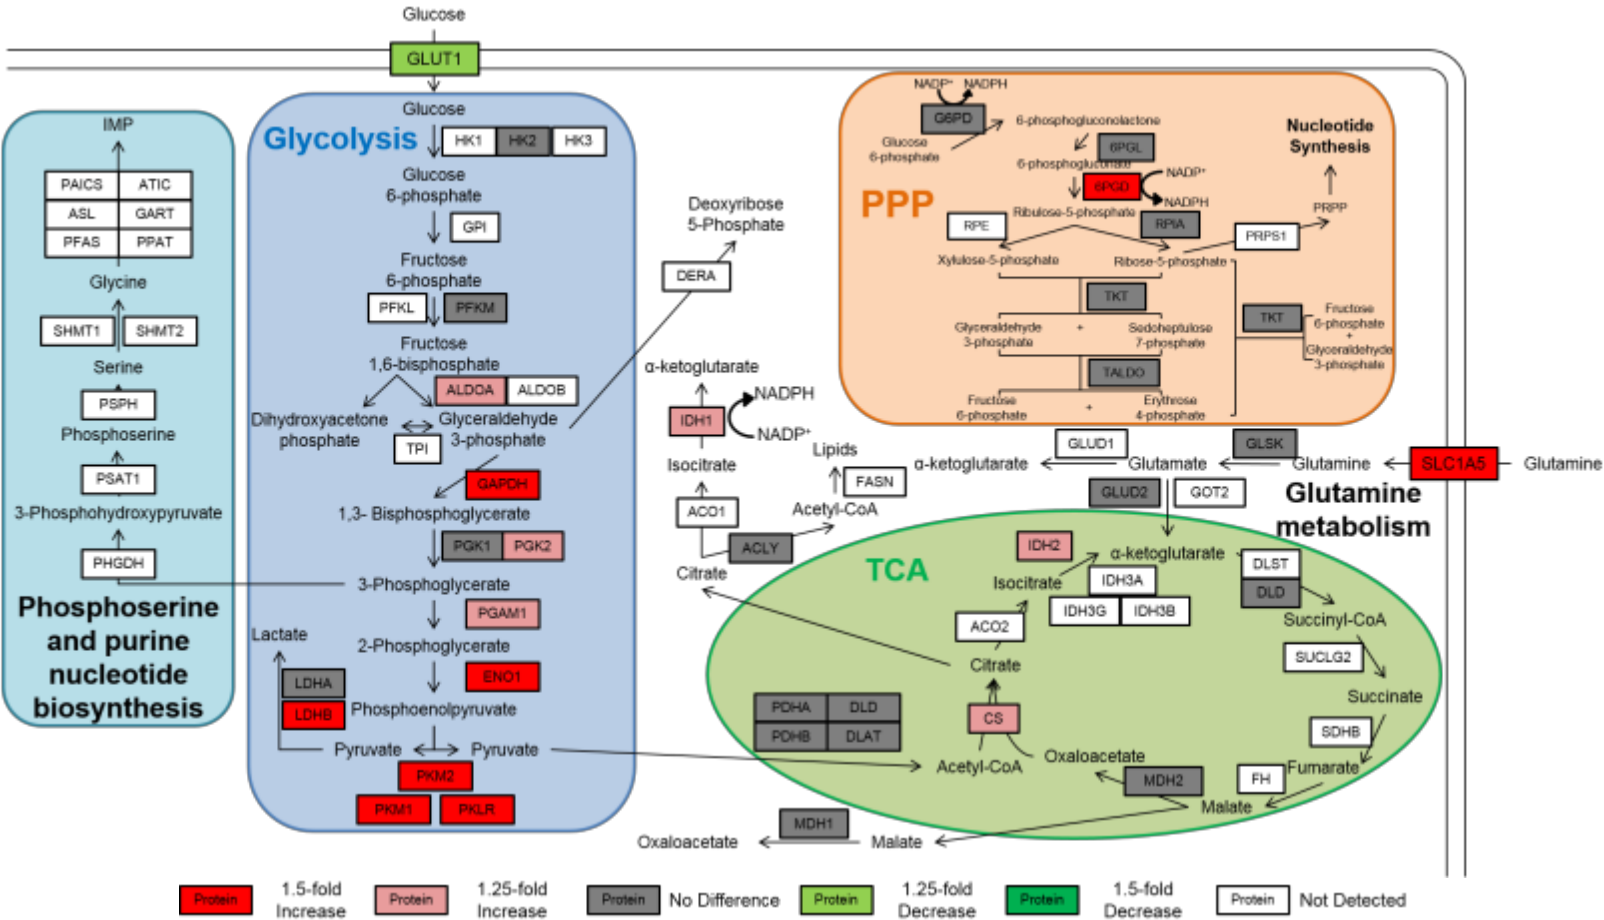 Glucose
GLUT1
IMP
PAICS ATIC
ASL GART
PFAS PPAT
Glycine
SHMT1 SHMT2
Serine
PSPH
Phosphoserine
PSAT1
3-Phosphohydroxypyruvate
PHGDH
Phosphoserine
and purine
nucleotide
biosynthesis
Glycolysis
Glucose
HK1 HK2 HK3
Glucose
6-phosphate
GPI
Fructose
6-phosphate
PFKL PFKM
Fructose
1,6-bisphosphate
ALDOA ALDOB
Dihydroxyacetone
phosphate
Glyceraldehyde
3-phosphate
TPI
GAPDH
1,3- Bisphosphoglycerate
PGK1 PGK2
3-Phosphoglycerate
PGAM1
2-Phosphoglycerate
ENO1
Lactate
LDHA
LDHB
Phosphoenolpyruvate
Pyruvate Pyruvate
PKM2
PKM1 PKLR
Deoxyribose
5-Phosphate
DERA
α-ketoglutarate
IDH1
NADPH
NADP+
Isocitrate
ACO1
Citrate
ACLY
Acetyl-CoA
FASN
Lipids
PPP
NADP+ NADPH
G6PD
Glucose
6-phosphate
6-phosphogluconolactone
6PGL
6-phosphogluconate
6PGD
NADP+
NADPH
Ribulose-5-phosphate
RPE
RPIA
Xylulose-5-phosphate
Ribose-5-phosphate
PRPS1
PRPP
Nucleotide
Synthesis
TKT
Glyceraldehyde
3-phosphate
+
Sedoheptulose
7-phosphate
TALDO
Fructose
6-phosphate
+
Erythrose
4-phosphate
TKT
Fructose
6-phosphate
+
Glyceraldehyde
3-phosphate
GLUD1
GLSK
α-ketoglutarate Glutamate Glutamine
SLC1A5
Glutamine
GLUD2 GOT2
Glutamine
metabolism
TCA
IDH2
α-ketoglutarate
Isocitrate
IDH3A
IDH3G IDH3B
DLST
DLD
Succinyl-CoA
SUCLG2
Succinate
SDHB
Fumarate
FH
Malate
MDH2
Oxaloacetate
ACO2
Citrate
CS
Acetyl-CoA
PDHA DLD
PDHB DLAT
MDH1
Oxaloacetate
Malate
Protein
1.5-fold
Increase
Protein
1.25-fold
Increase
Protein
No Difference
Protein
1.25-fold
Decrease
Protein
1.5-fold
Decrease
Protein
Not Detected